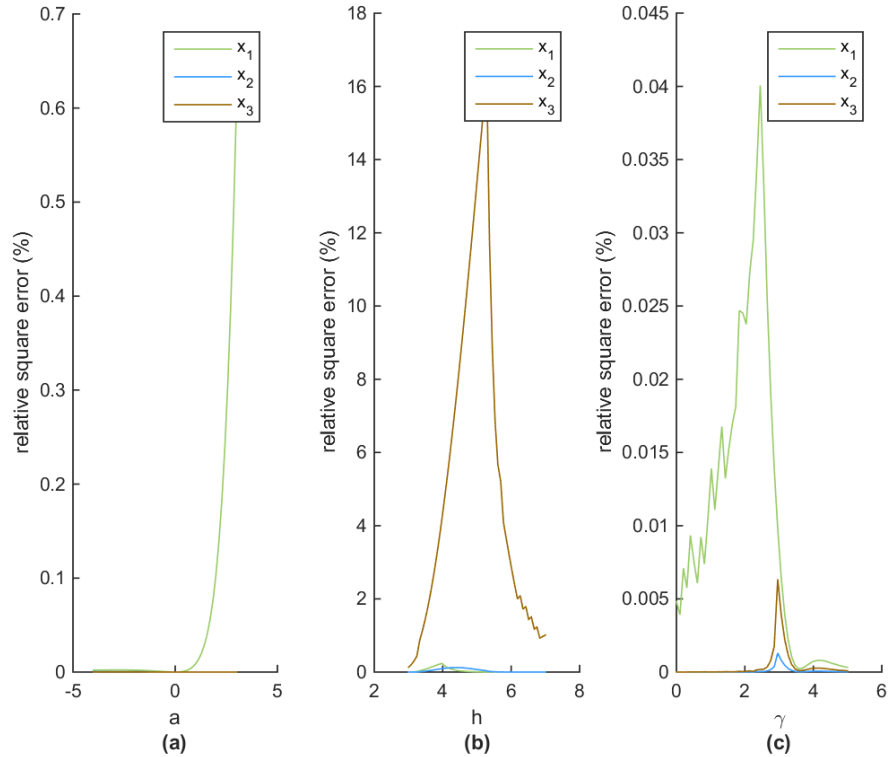 relative square error (%)
0.7
0.6
0.5
0.4
0.3
0.2
0.1
0
-5
0
5
x1
x2
x3
a
(a)
relative square error (%)
18
16
14
12
10
8
6
4
2
0
2
4
6
8
x1
x2
x3
h
(b)
relative square error (%)
0.045
0.04
0.035
0.03
0.025
0.02
0.015
0.01
0.005
0
0
2
4
6
x1
x2
x3
γ
(c)